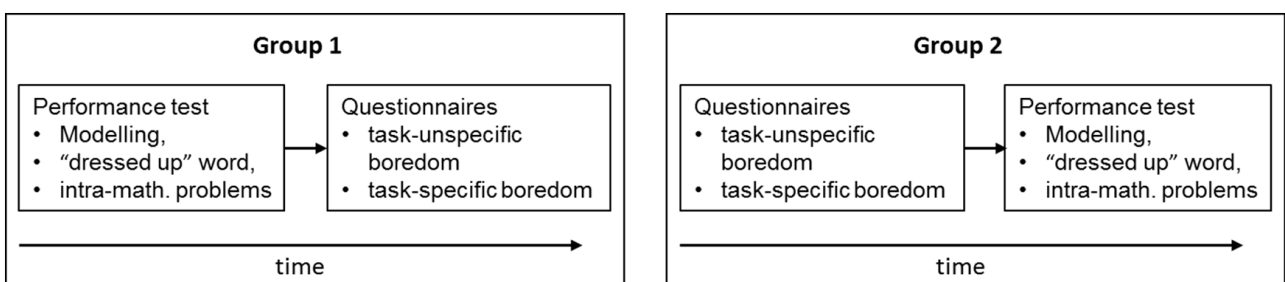 Group 1
Performance test
• Modelling,
• “dressed up” word,
• intra-math. problems
Questionnaires
• task-unspecific
boredom
• task-specific boredom
time
Group 2
Questionnaires
• task-unspecific
boredom
• task-specific boredom
Performance test
• Modelling,
• “dressed up” word,
• intra-math. problems
time